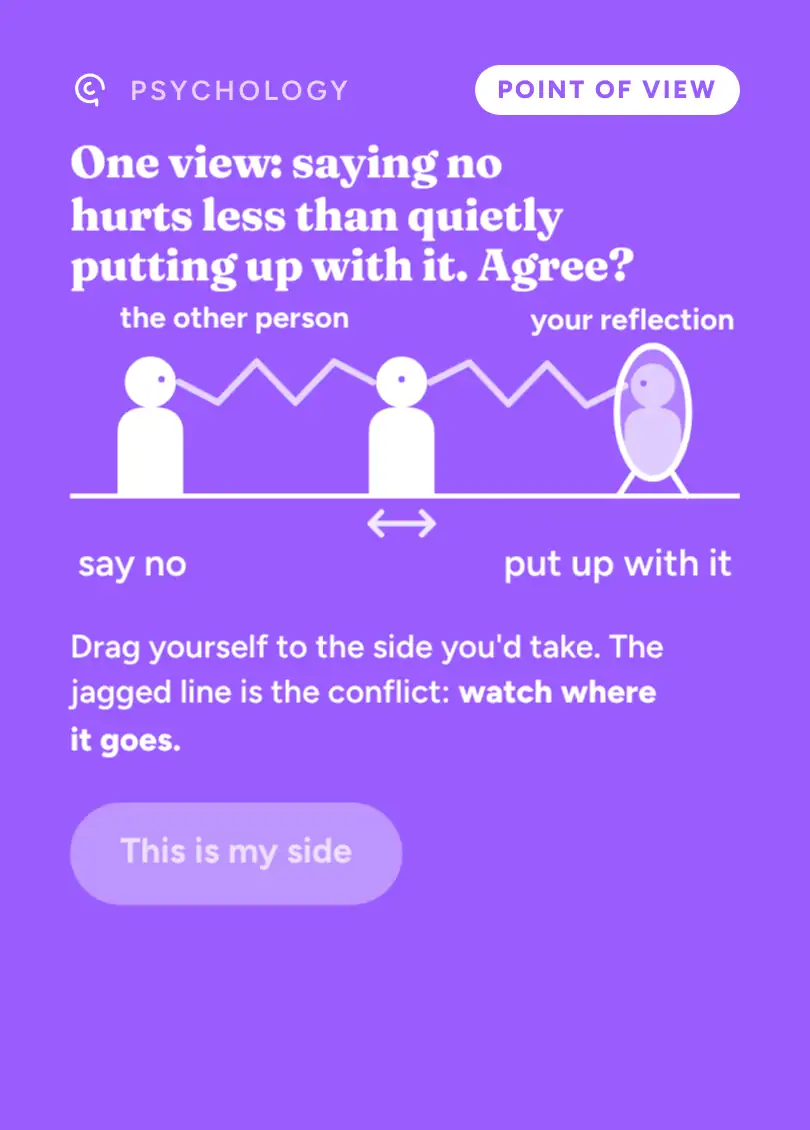 PSYCHOLOGY
POINT OF VIEW
One view: saying no
hurts less than quietly
putting up with it. Agree?
the other person
your reflection
say no
put up with it
Drag yourself to the side you'd take. The
jagged line is the conflict: watch where
it goes.
This is my side